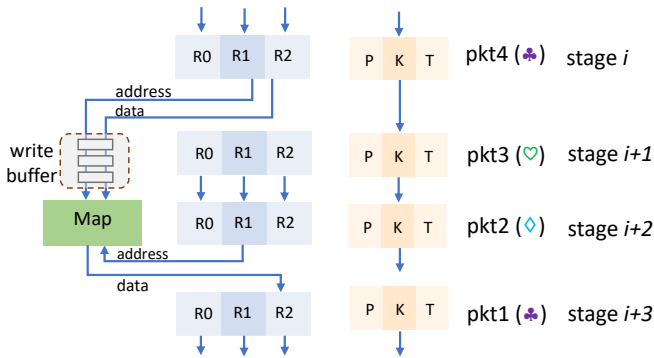 R0 R1 R2 P K T pkt4 (♣) stage i
address
data
write buffer
R0 R1 R2 P K T pkt3 (♡) stage i+1
Map
R0 R1 R2 P K T pkt2 (♢) stage i+2
address
data
R0 R1 R2 P K T pkt1 (♣) stage i+3